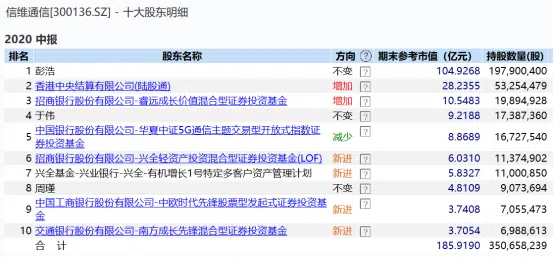 信维通信[300136.SZ] - 十大股东明细
2020 中报
排名 股东名称 方向 ? 期末参考市值（亿元） 持股数量(股)
1 彭浩 不变 ? 104.9268 197,900,400
2 香港中央结算有限公司(陆股通) 增加 ? 28.2355 53,254,479
3 招商银行股份有限公司-睿远成长价值混合型证券投资基金 增加 ? 10.5483 19,894,928
4 于伟 不变 ? 9.2188 17,387,360
5 中国银行股份有限公司-华夏中证5G通信主题交易型开放式指数证 减少 ? 8.8689 16,727,540
券投资基金
6 招商银行股份有限公司-兴全轻资产投资混合型证券投资基金(LOF) 新进 ? 6.0310 11,374,902
7 兴全基金-兴业银行-兴全-有机增长1号特定多客户资产管理计划 新进 ? 5.8327 11,000,850
8 周瑾 不变 ? 4.8109 9,073,694
9 中国工商银行股份有限公司-中欧时代先锋股票型发起式证券投资基 新进 ? 3.7408 7,055,473
金
10 交通银行股份有限公司-南方成长先锋混合型证券投资基金 新进 ? 3.7054 6,988,613
合 计 185.9190 350,658,239